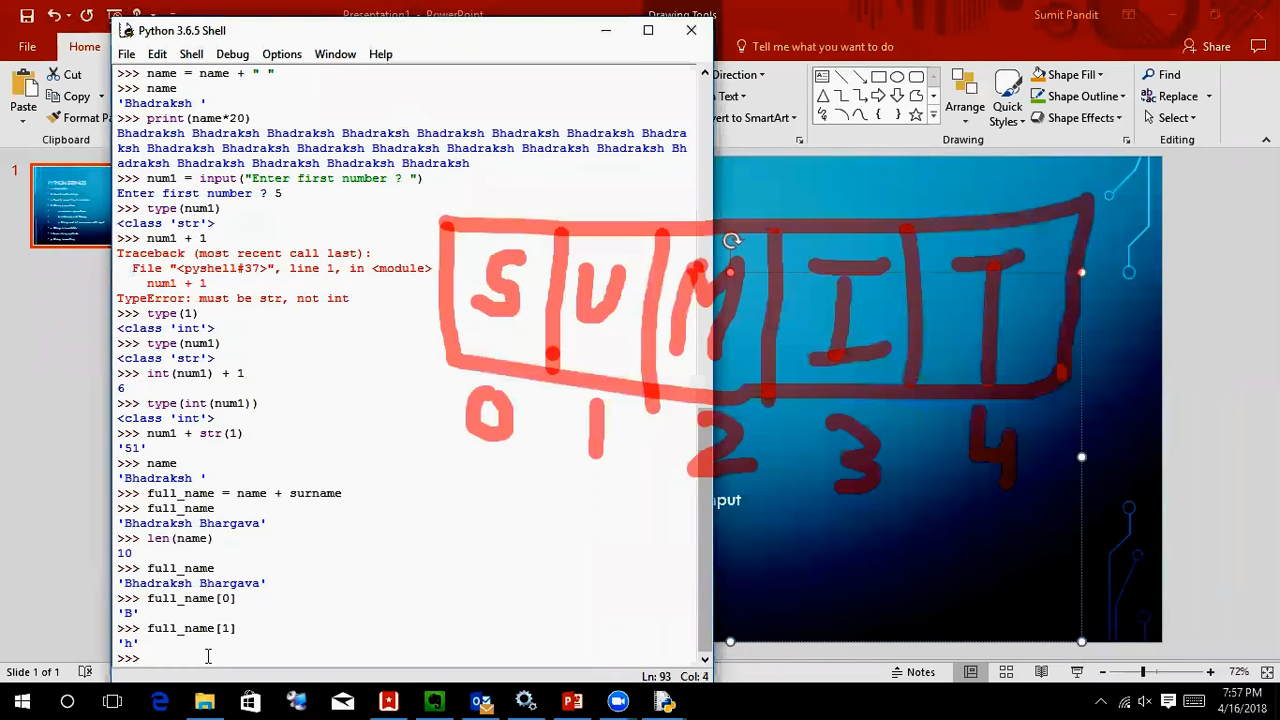 Presentation1 - PowerPoint
Drawing Tools
Sumit Pandit
File
Home
Tell me what you want to do
Share
Cut
Copy
Format Pa
Paste
Direction
Text
vert to SmartArt
Arrange
Quick
Styles
Shape Fill
Shape Outline
Shape Effects
Drawing
Find
Replace
Select
Editing
Python 3.6.5 Shell
File Edit Shell Debug Options Window Help
>>> name = name + " "
>>> name
'Bhadraksh '
>>> print(name*20)
Bhadraksh Bhadraksh Bhadraksh Bhadraksh Bhadraksh Bhadraksh Bhadraksh Bhadra
ksh Bhadraksh Bhadraksh Bhadraksh Bhadraksh Bhadraksh Bhadraksh Bhadraksh Bh
adraksh Bhadraksh Bhadraksh Bhadraksh Bhadraksh
>>> num1 = input("Enter first number ? ")
Enter first number ? 5
>>> type(num1)
<class 'str'>
>>> num1 + 1
Traceback (most recent call last):
  File "<pyshell#37>", line 1, in <module>
    num1 + 1
TypeError: must be str, not int
>>> type(1)
<class 'int'>
>>> type(num1)
<class 'str'>
>>> int(num1) + 1
6
>>> type(int(num1))
<class 'int'>
>>> num1 + str(1)
'51'
>>> name
'Bhadraksh '
>>> full_name = name + surname
>>> full_name
'Bhadraksh Bhargava'
>>> len(name)
10
>>> full_name
'Bhadraksh Bhargava'
>>> full_name[0]
'B'
>>> full_name[1]
'h'
>>>
Ln: 93 Col: 4
S U M I T
0 1 2 3 4
nput
1
Slide 1 of 1
Notes
72%
7:57 PM
4/16/2018